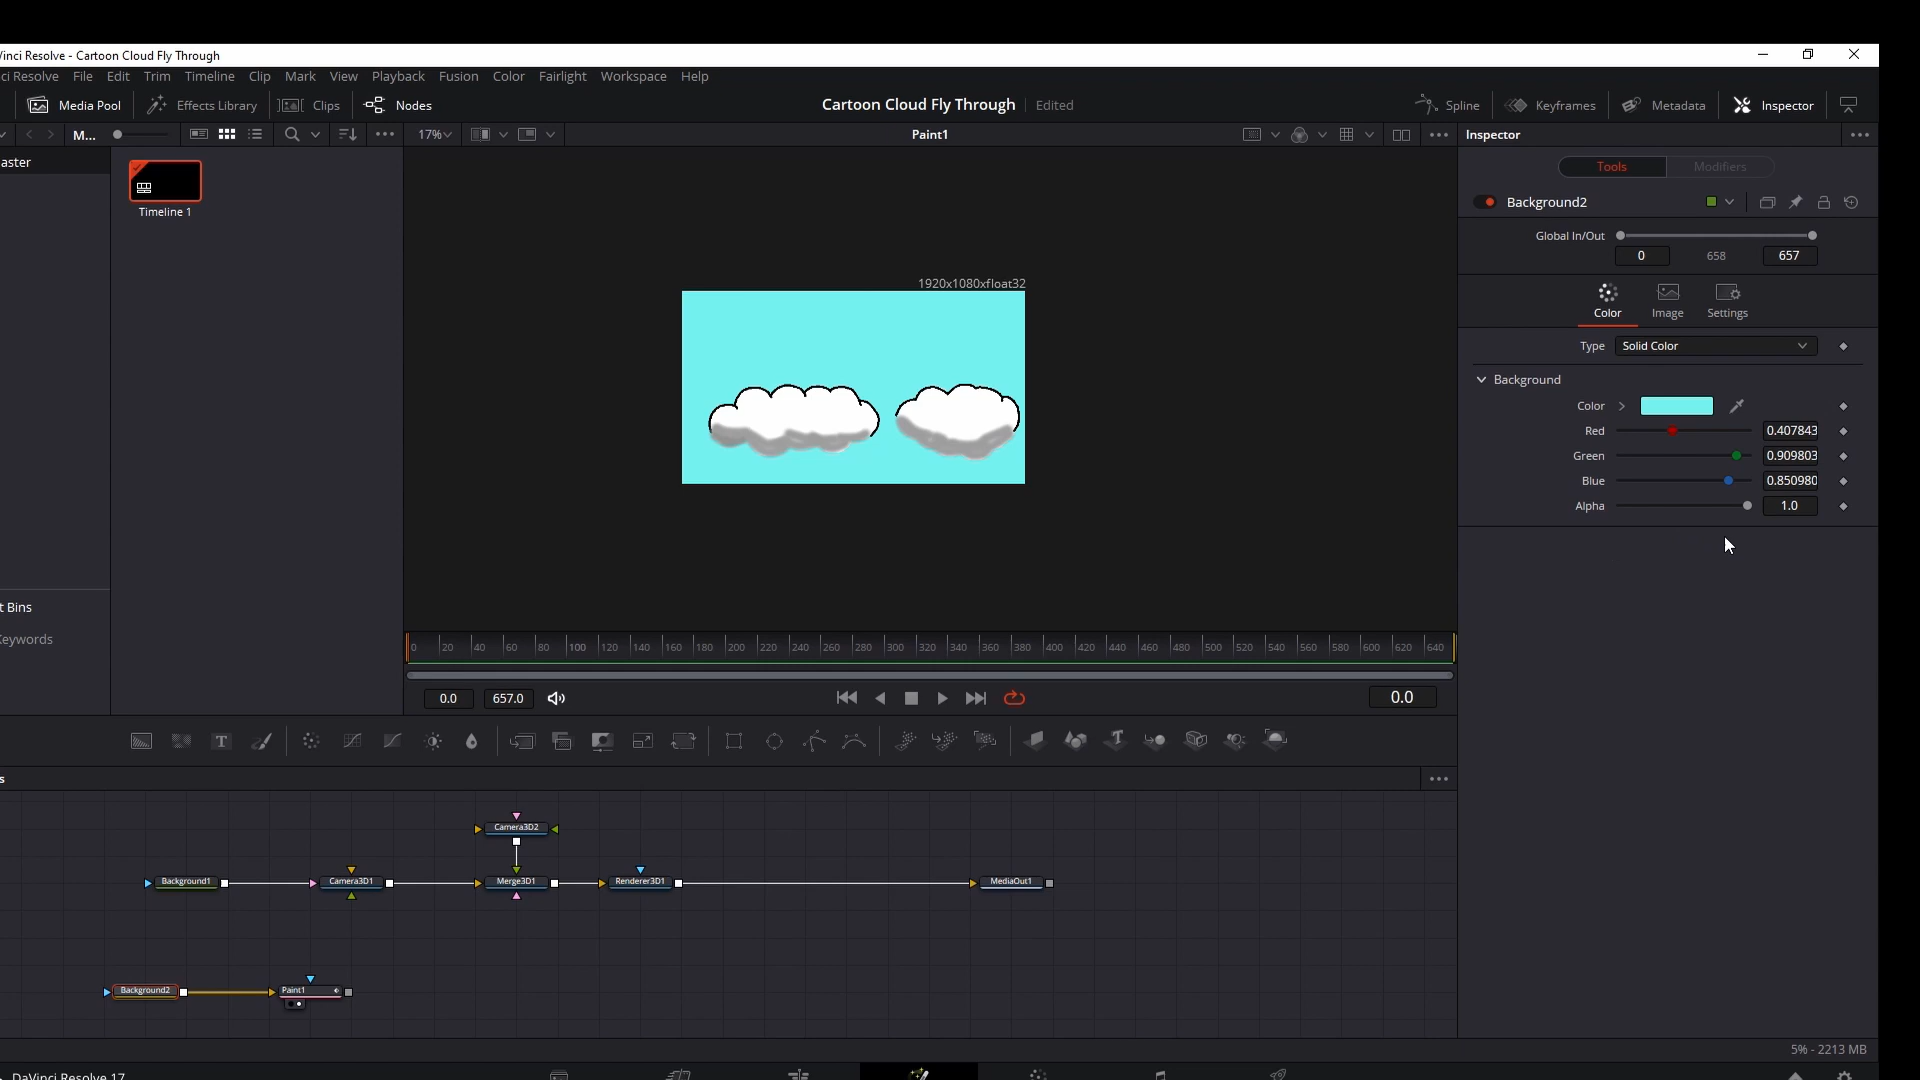 Vinci Resolve - Cartoon Cloud Fly Through
ci Resolve File Edit Trim Timeline Clip Mark View Playback Fusion Color Fairlight Workspace Help
Media Pool Effects Library Clips Nodes Cartoon Cloud Fly Through Edited Spline Keyframes Metadata Inspector
M... 17% Paint1 Inspector
aster
Timeline 1
Tools Modifiers
Background2
Global In/Out
0 658 657
Color Image Settings
Type Solid Color
Background
Color
Red 0.407843
Green 0.909803
Blue 0.850980
Alpha 1.0
1920x1080xfloat32
t Bins
Keywords
0 20 40 60 80 100 120 140 160 180 200 220 240 260 280 300 320 340 360 380 400 420 440 460 480 500 520 540 560 580 600 620 640
0.0 657.0 0.0
T
s
Camera3D2
Background1 Camera3D1 Merge3D1 Renderer3D1 MediaOut1
Background2 Paint1
5% - 2213 MB
DaVinci Resolve 17